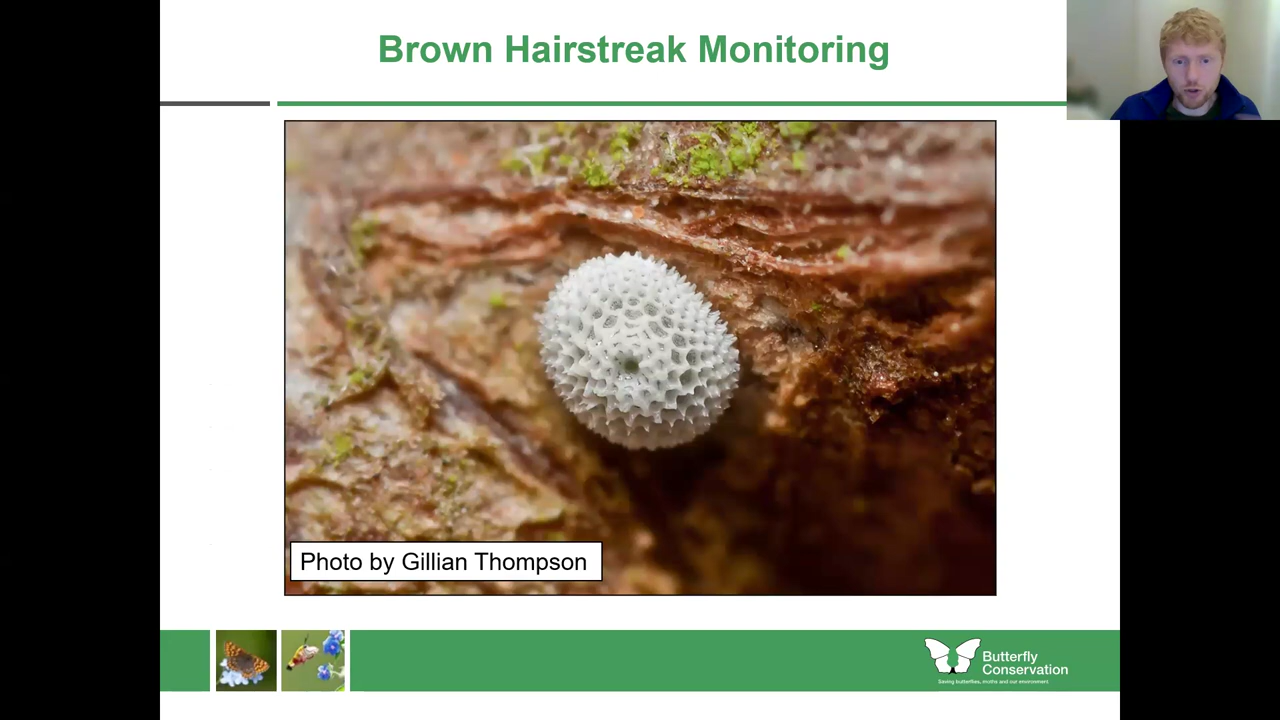 Brown Hairstreak Monitoring
Photo by Gillian Thompson
Butterfly
Conservation
Saving butterflies, moths and our environment